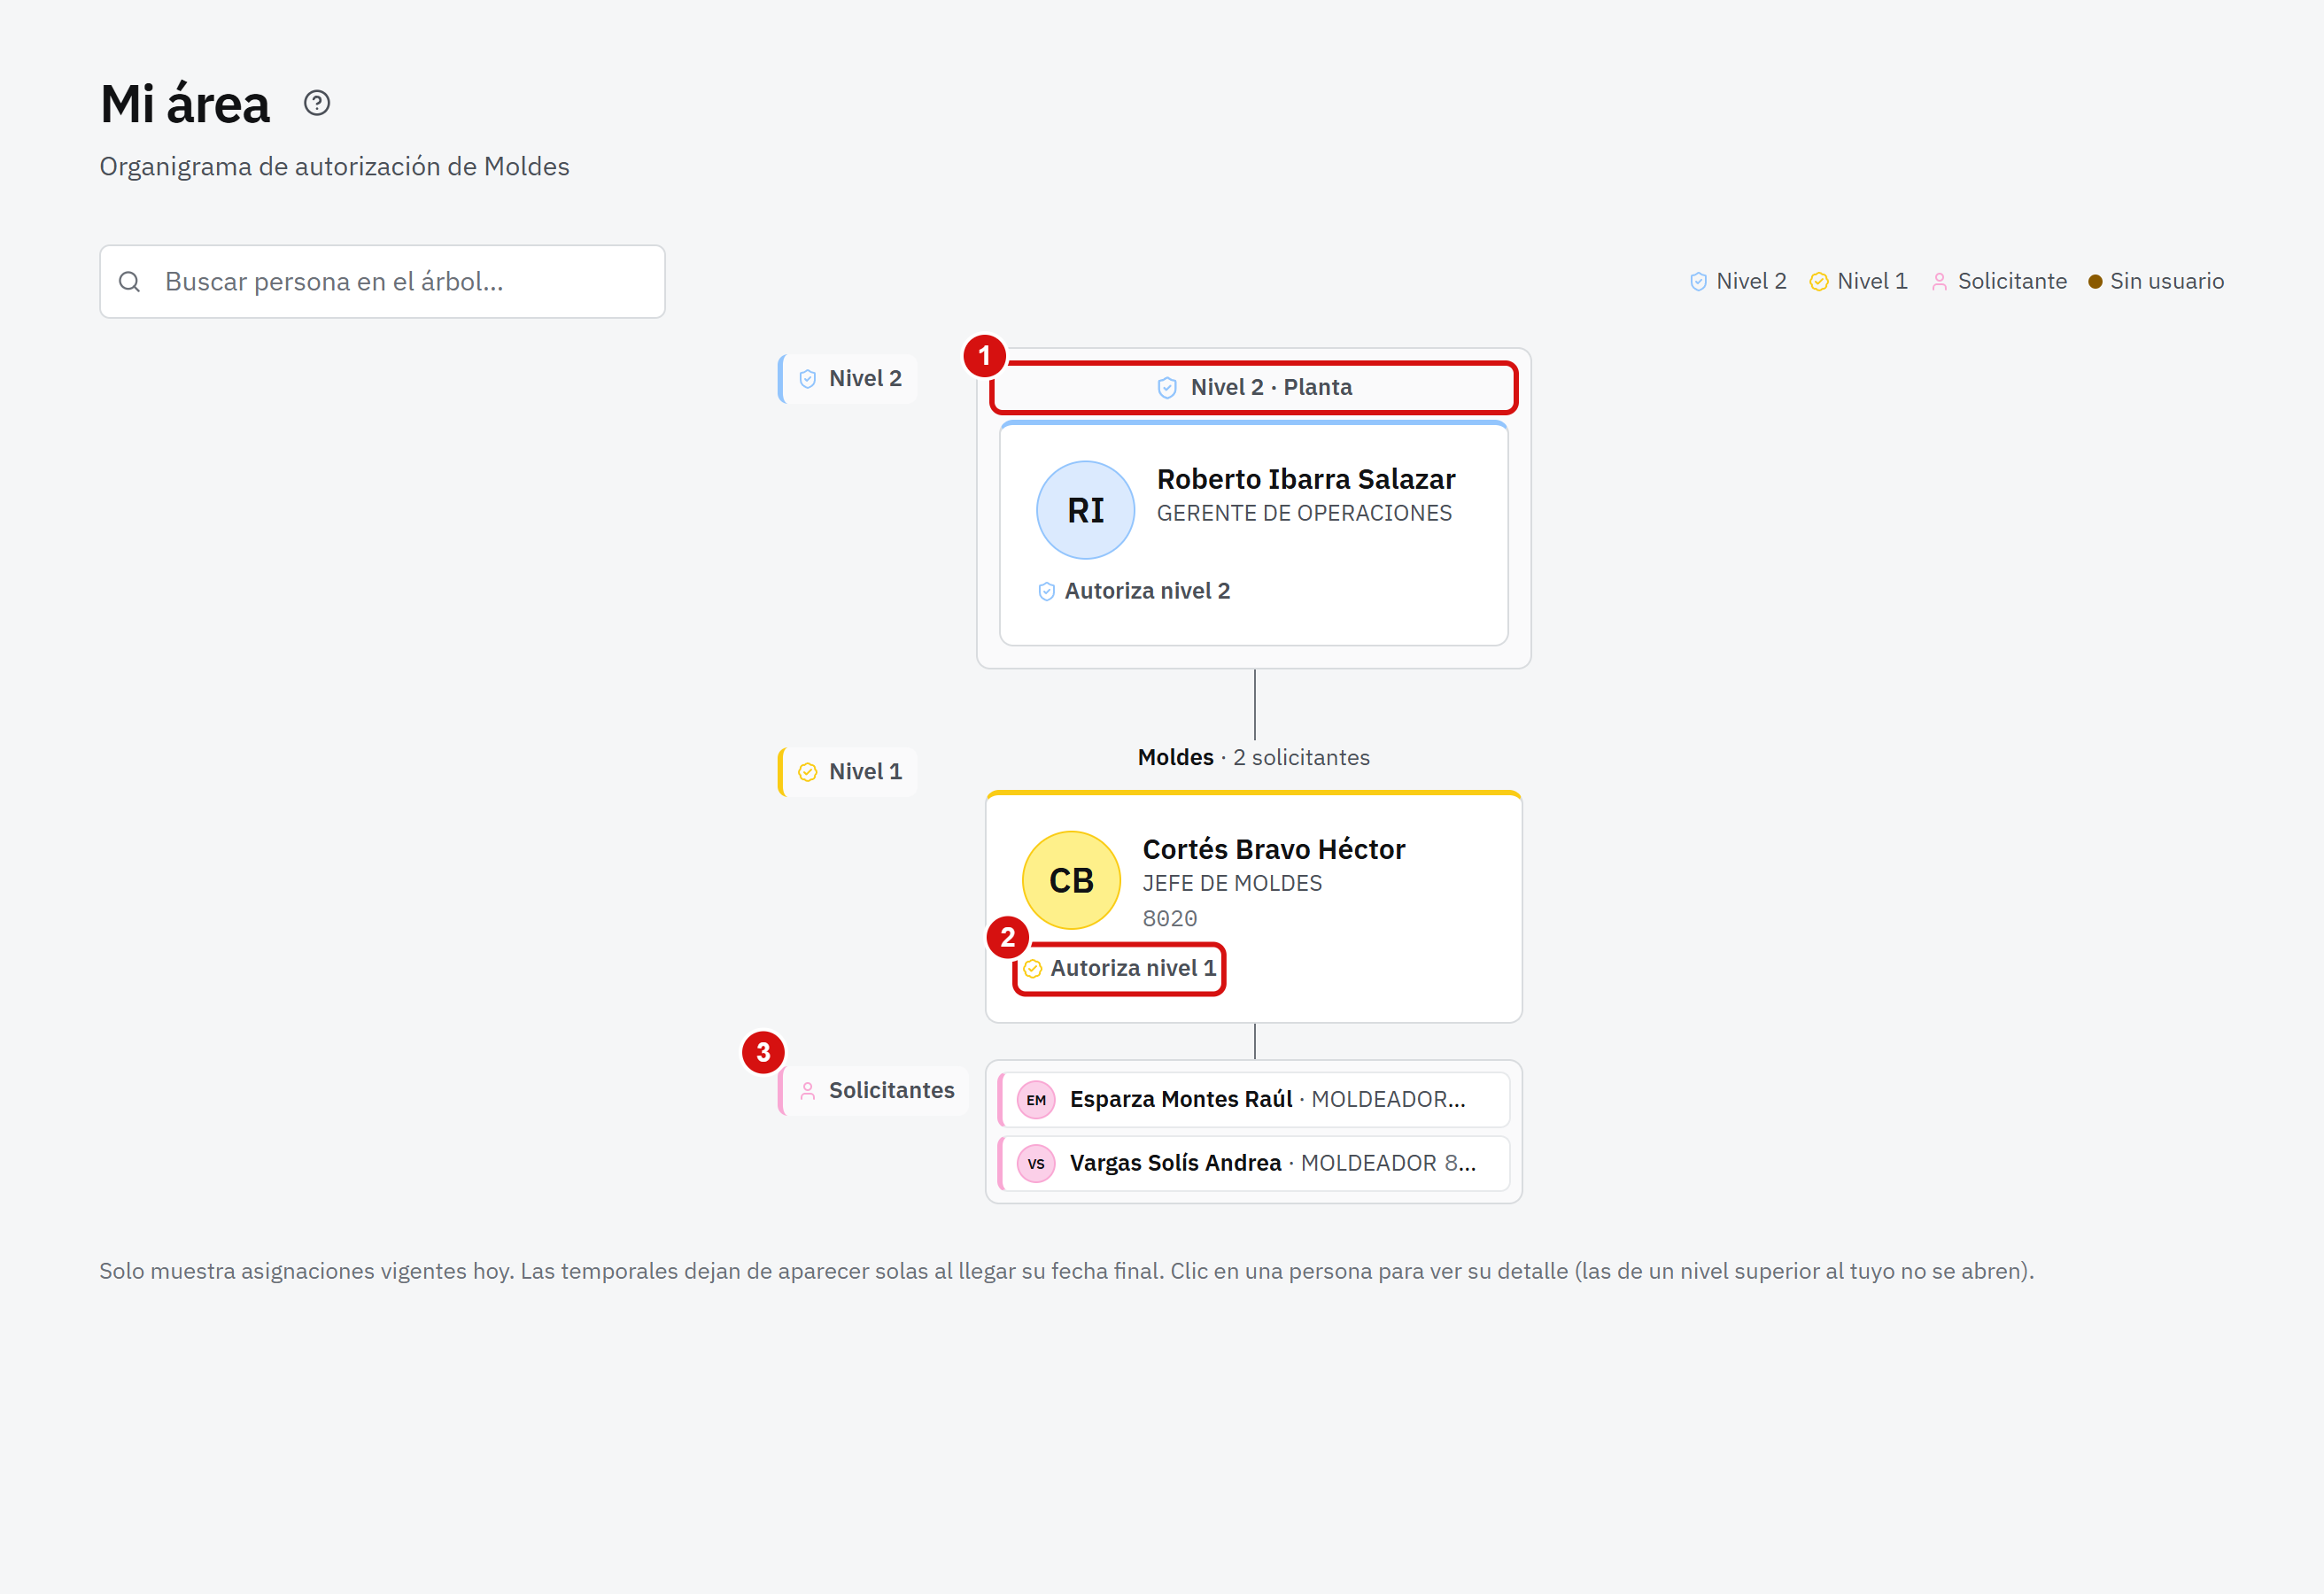 Mi área
Organigrama de autorización de Moldes
Buscar persona en el árbol...
Nivel 2 Nivel 1 Solicitante Sin usuario
1
Nivel 2
Nivel 2 · Planta
RI
Roberto Ibarra Salazar
GERENTE DE OPERACIONES
Autoriza nivel 2
Nivel 1
Moldes · 2 solicitantes
CB
Cortés Bravo Héctor
JEFE DE MOLDES
8020
2
Autoriza nivel 1
3
Solicitantes
EM Esparza Montes Raúl · MOLDEADOR...
VS Vargas Solís Andrea · MOLDEADOR 8...
Solo muestra asignaciones vigentes hoy. Las temporales dejan de aparecer solas al llegar su fecha final. Clic en una persona para ver su detalle (las de un nivel superior al tuyo no se abren).